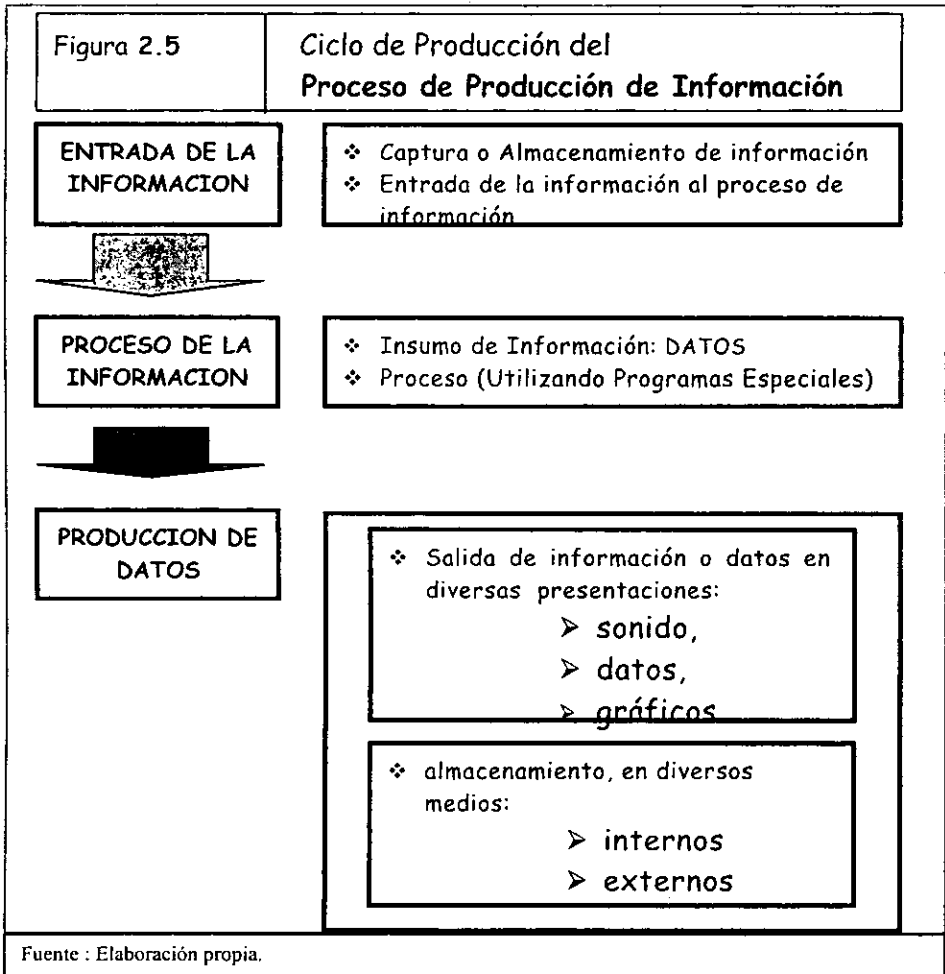 Figura 2.5
Ciclo de Producción del
Proceso de Producción de Información
ENTRADA DE LA
INFORMACION
❖ Captura o Almacenamiento de información
❖ Entrada de la información al proceso de
información
PROCESO DE LA
INFORMACION
❖ Insumo de Información: DATOS
❖ Proceso (Utilizando Programas Especiales)
PRODUCCION DE
DATOS
❖ Salida de información o datos en
diversas presentaciones:
➢ sonido,
➢ datos,
➢ gráficos
❖ almacenamiento, en diversos
medios:
➢ internos
➢ externos
Fuente : Elaboración propia.